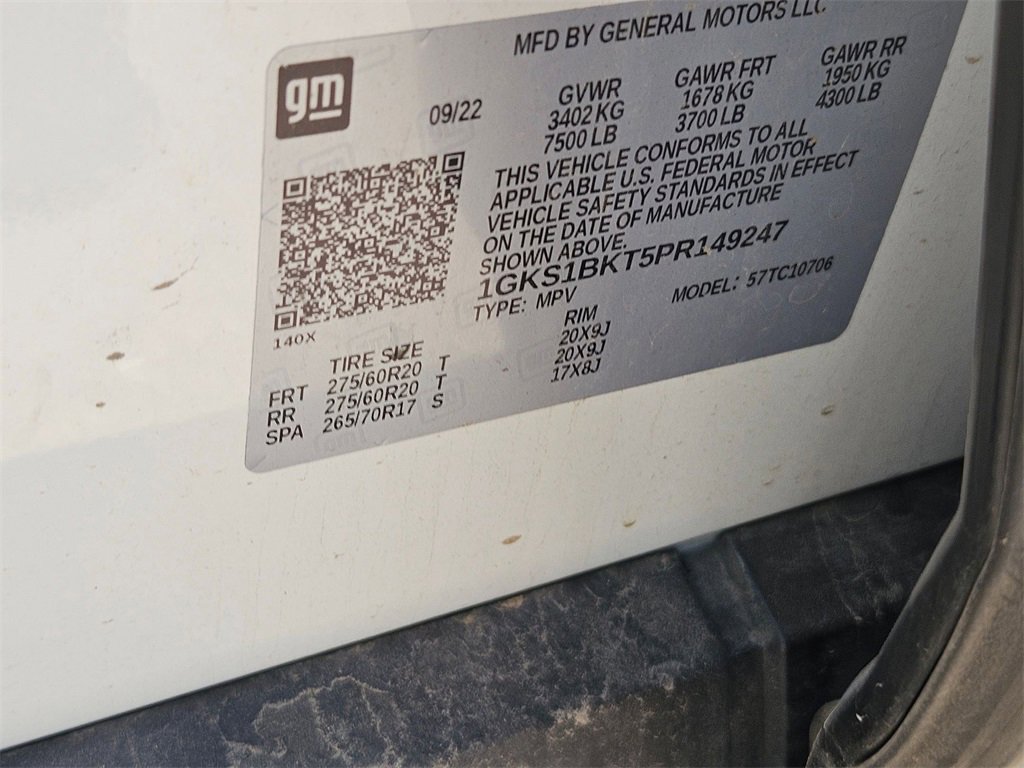 MFD BY GENERAL MOTORS LLC
gm
09/22
GVWR
3402 KG
7500 LB
GAWR FRT
1678 KG
3700 LB
GAWR RR
1950 KG
4300 LB
THIS VEHICLE CONFORMS TO ALL
APPLICABLE U.S. FEDERAL MOTOR
VEHICLE SAFETY STANDARDS IN EFFECT
ON THE DATE OF MANUFACTURE
SHOWN ABOVE.
1GKS1BKT5PR149247
TYPE: MPV
MODEL: 57TC10706
140X
TIRE SIZE RIM
FRT 275/60R20 T 20X9J
RR 275/60R20 T 20X9J
SPA 265/70R17 S 17X8J